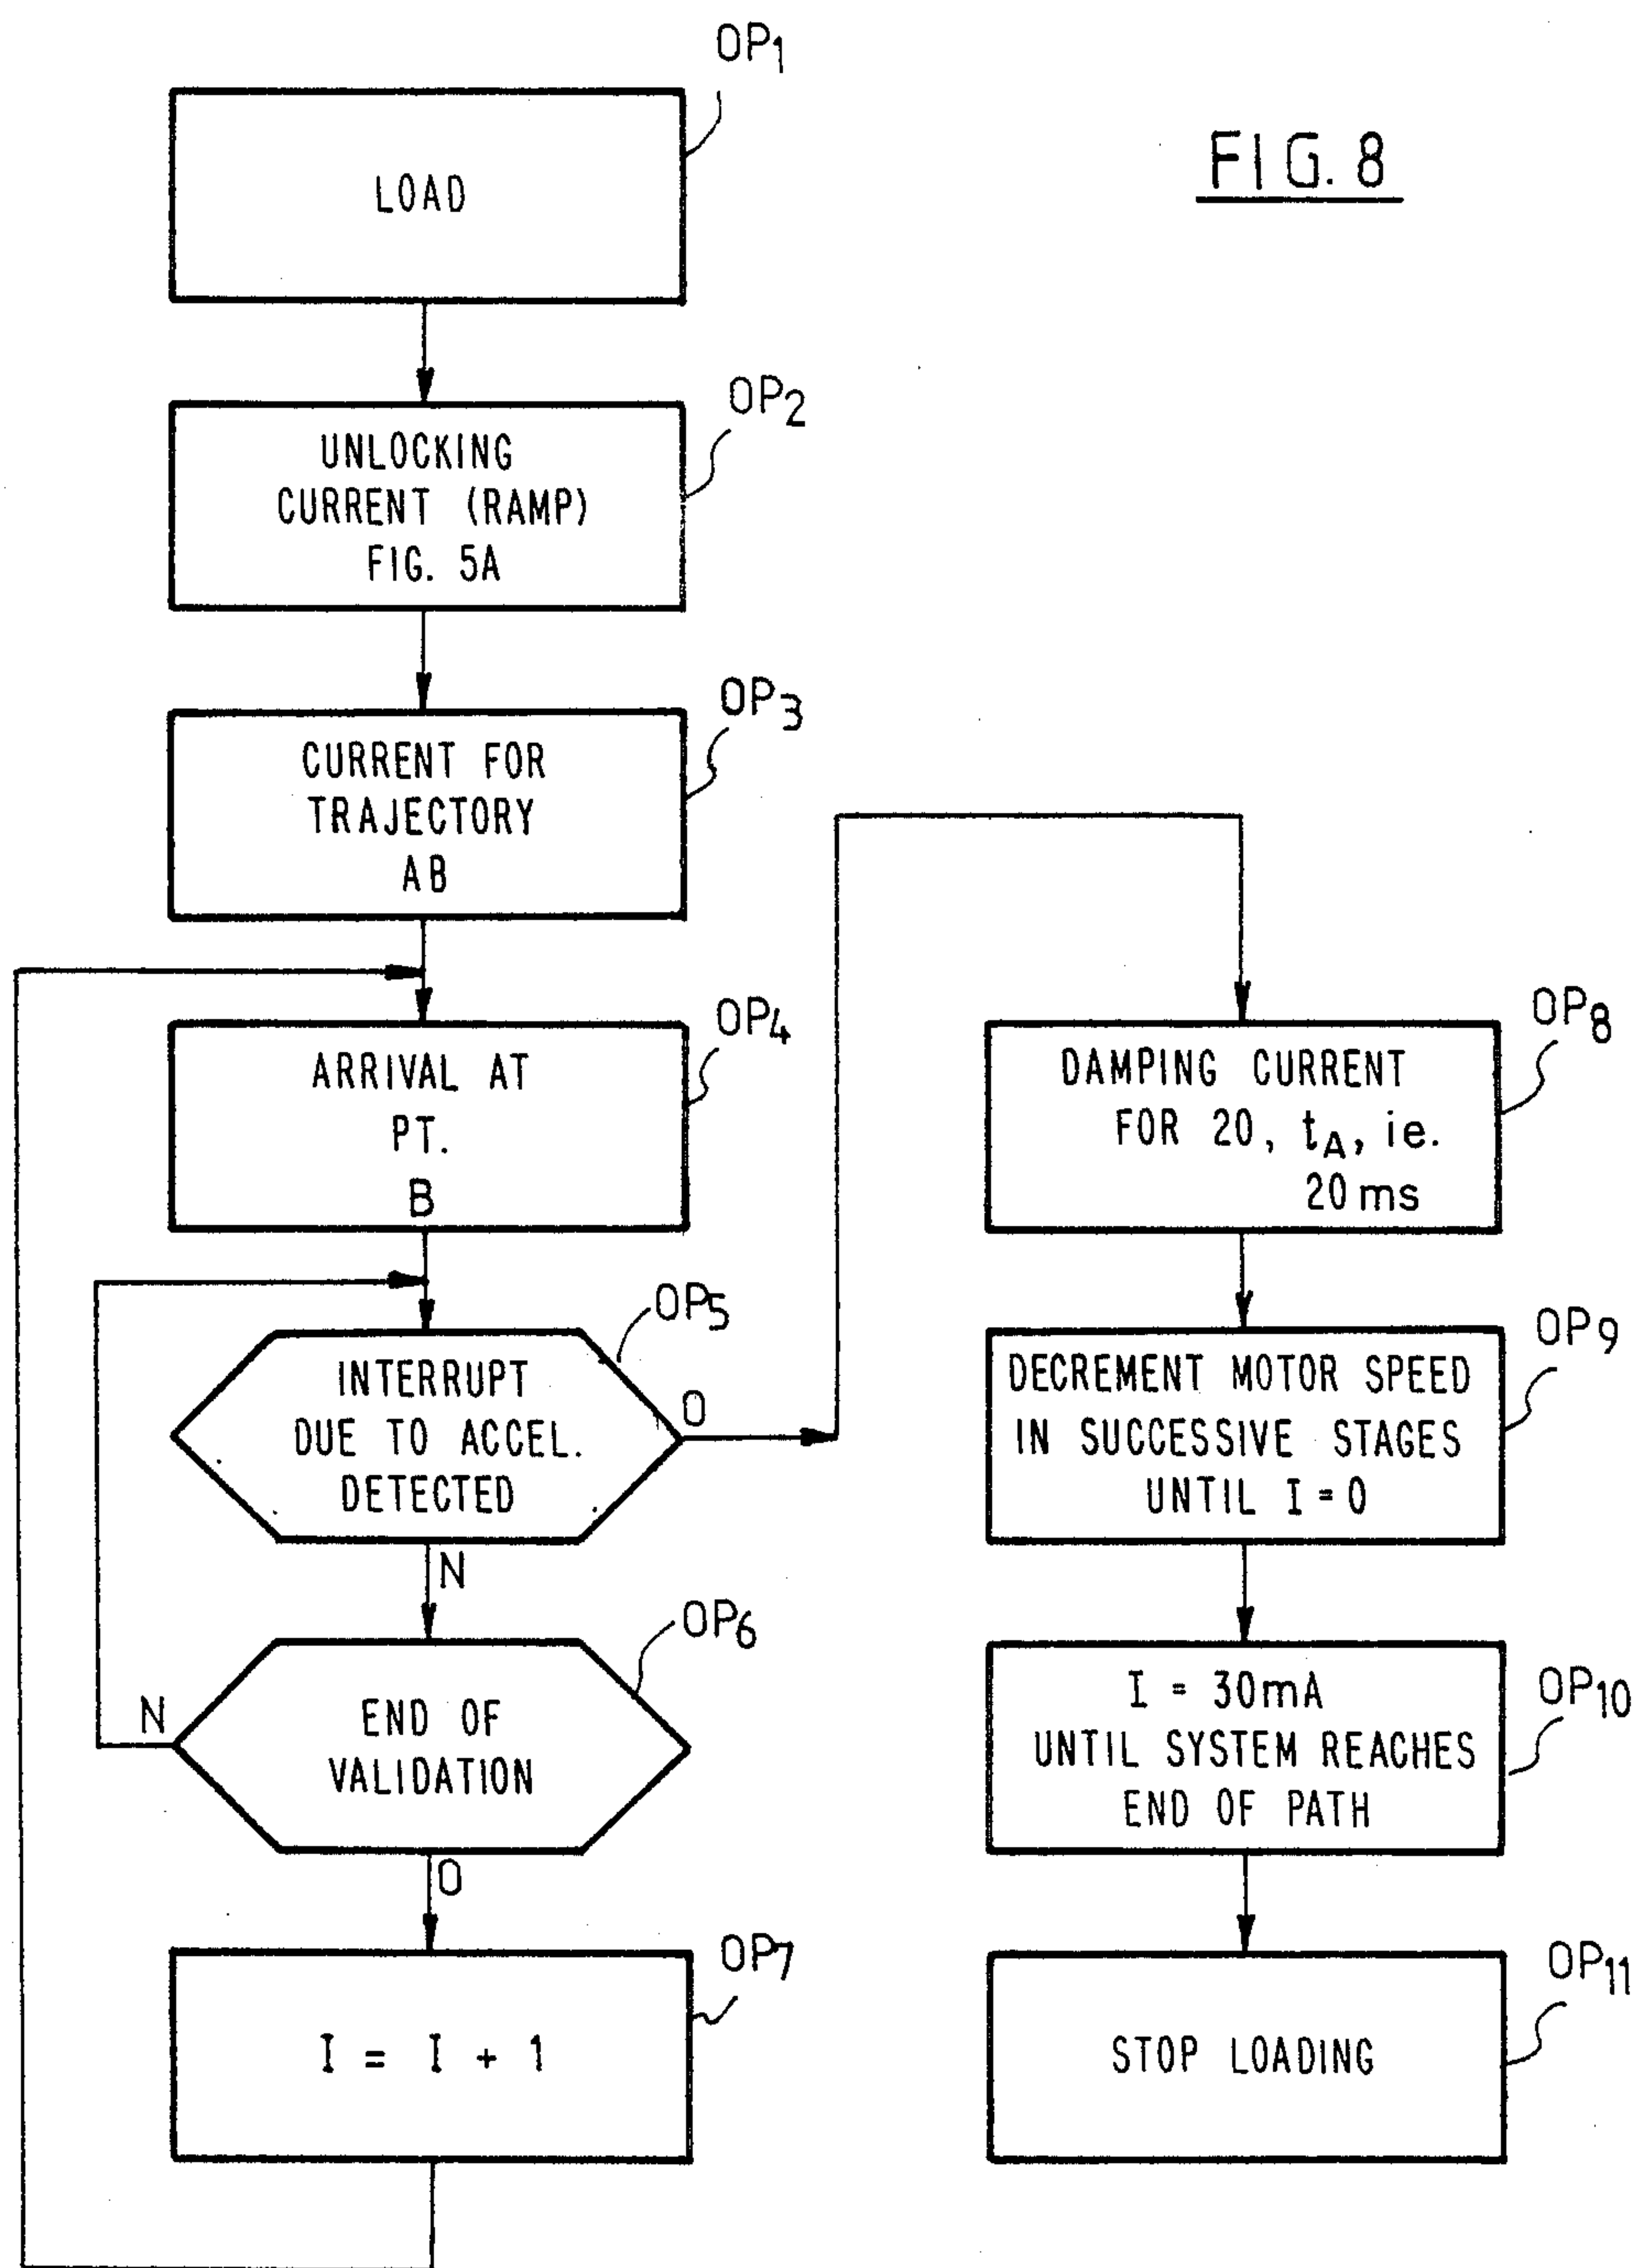 FIG. 8
OP1
LOAD
OP2
UNLOCKING
CURRENT (RAMP)
FIG. 5A
OP3
CURRENT FOR
TRAJECTORY
AB
OP4
ARRIVAL AT
PT.
B
OP5
INTERRUPT
DUE TO ACCEL.
DETECTED
O
N
OP6
END OF
VALIDATION
N
O
OP7
I = I + 1
OP8
DAMPING CURRENT
FOR 20, tA, ie.
20 ms
OP9
DECREMENT MOTOR SPEED
IN SUCCESSIVE STAGES
UNTIL I = 0
OP10
I = 30mA
UNTIL SYSTEM REACHES
END OF PATH
OP11
STOP LOADING